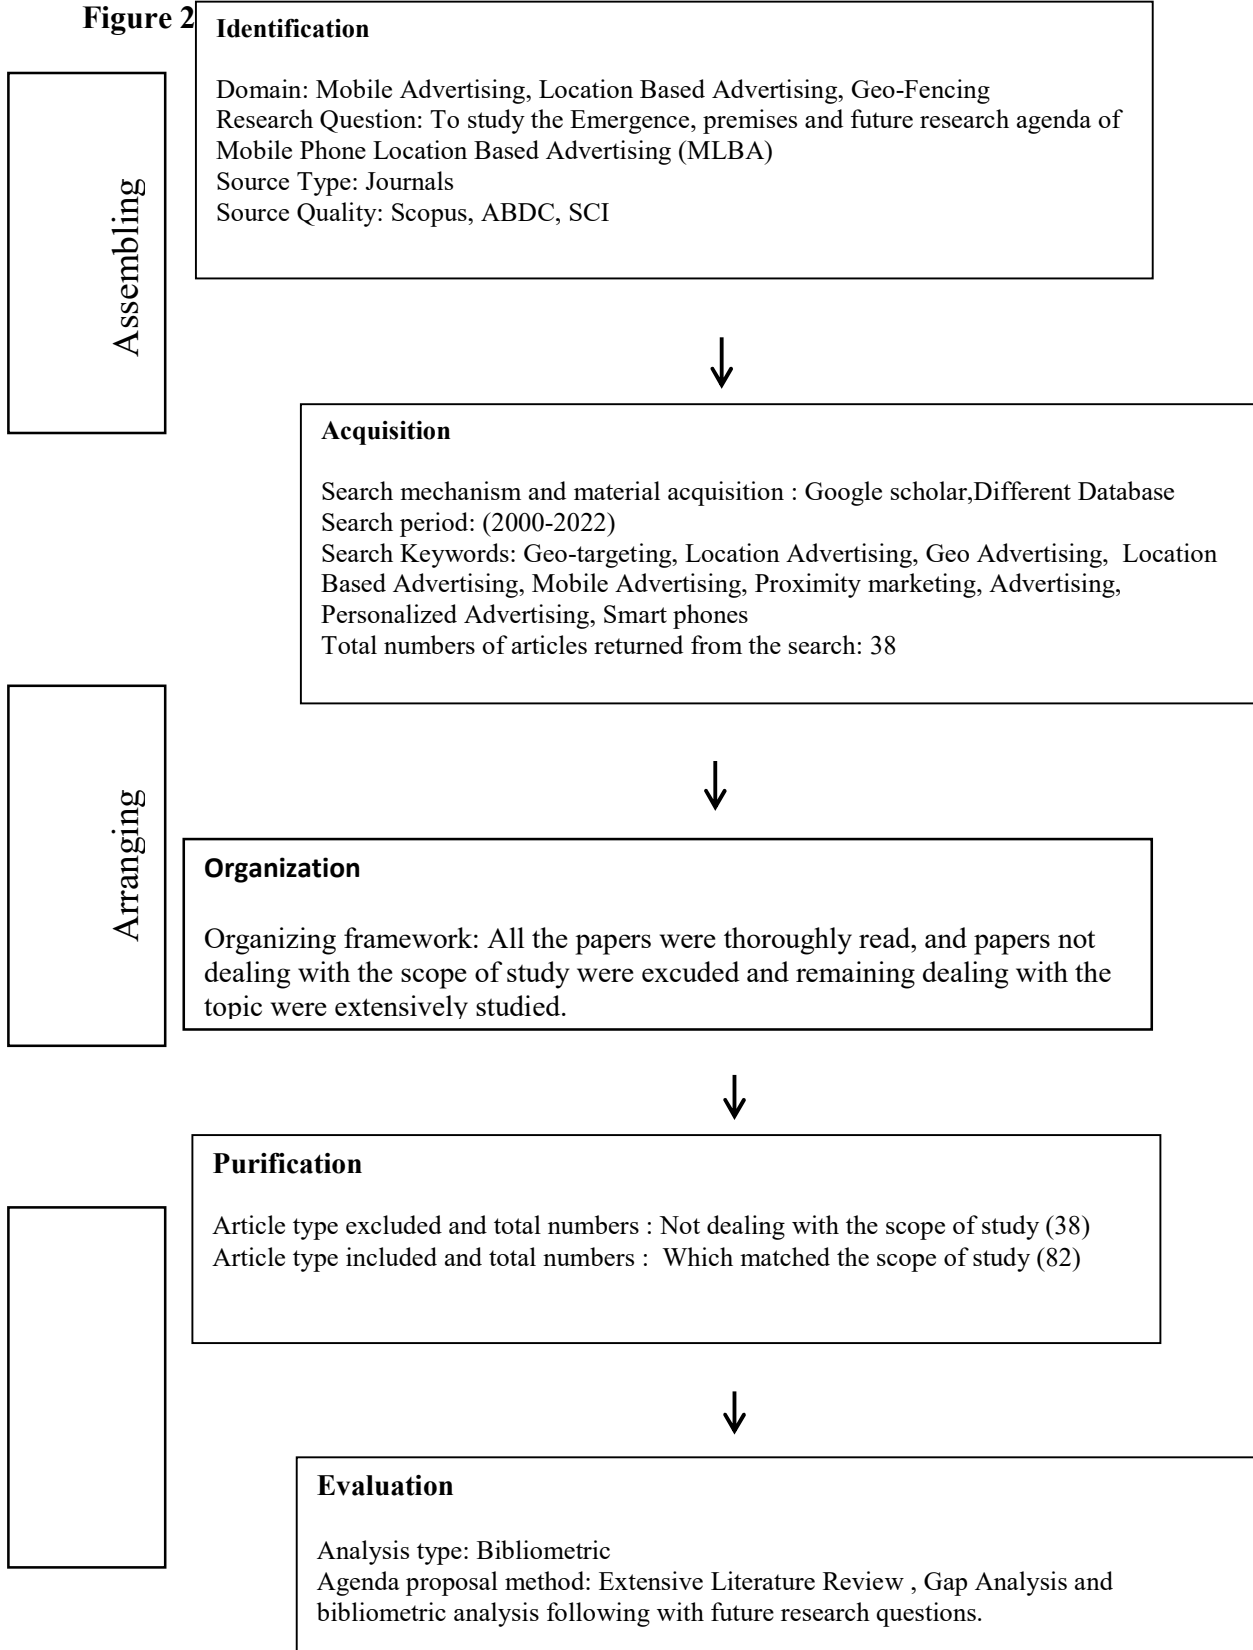 Figure 2
Identification
Domain: Mobile Advertising, Location Based Advertising, Geo-Fencing
Research Question: To study the Emergence, premises and future research agenda of
Mobile Phone Location Based Advertising (MLBA)
Source Type: Journals
Source Quality: Scopus, ABDC, SCI
Assembling
Acquisition
Search mechanism and material acquisition : Google scholar,Different Database
Search period: (2000-2022)
Search Keywords: Geo-targeting, Location Advertising, Geo Advertising, Location
Based Advertising, Mobile Advertising, Proximity marketing, Advertising,
Personalized Advertising, Smart phones
Total numbers of articles returned from the search: 38
Arranging
Organization
Organizing framework: All the papers were thoroughly read, and papers not
dealing with the scope of study were excuded and remaining dealing with the
topic were extensively studied.
Purification
Article type excluded and total numbers : Not dealing with the scope of study (38)
Article type included and total numbers : Which matched the scope of study (82)
Evaluation
Analysis type: Bibliometric
Agenda proposal method: Extensive Literature Review , Gap Analysis and
bibliometric analysis following with future research questions.